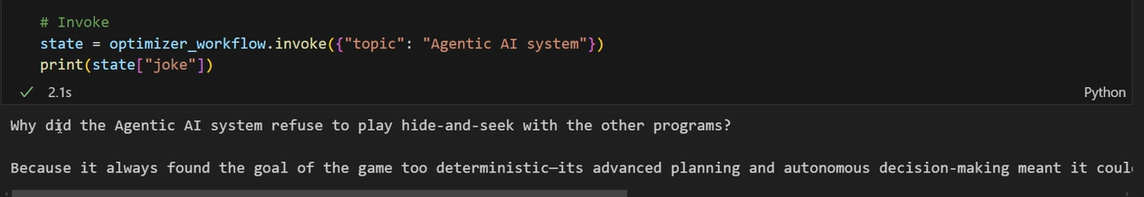 # Invoke
state = optimizer_workflow.invoke({"topic": "Agentic AI system"})
print(state["joke"])
2.1s
Python
Why did the Agentic AI system refuse to play hide-and-seek with the other programs?
Because it always found the goal of the game too deterministic—its advanced planning and autonomous decision-making meant it coul